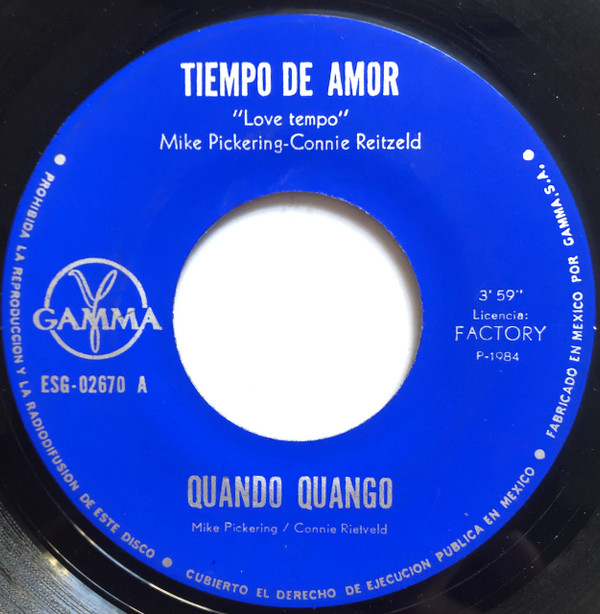 TIEMPO DE AMOR
"Love tempo"
Mike Pickering-Connie Reitzeld
GAMMA
ESG-02670 A
3'59"
Licencia:
FACTORY
P-1984
QUANDO QUANGO
Mike Pickering / Connie Rietveld
PROHIBIDA LA REPRODUCCION Y LA RADIODIFUSION DE ESTE DISCO ● CUBIERTO EL DERECHO DE EJECUCION PUBLICA EN MEXICO ● FABRICADO EN MEXICO POR GAMMA, S.A. ●